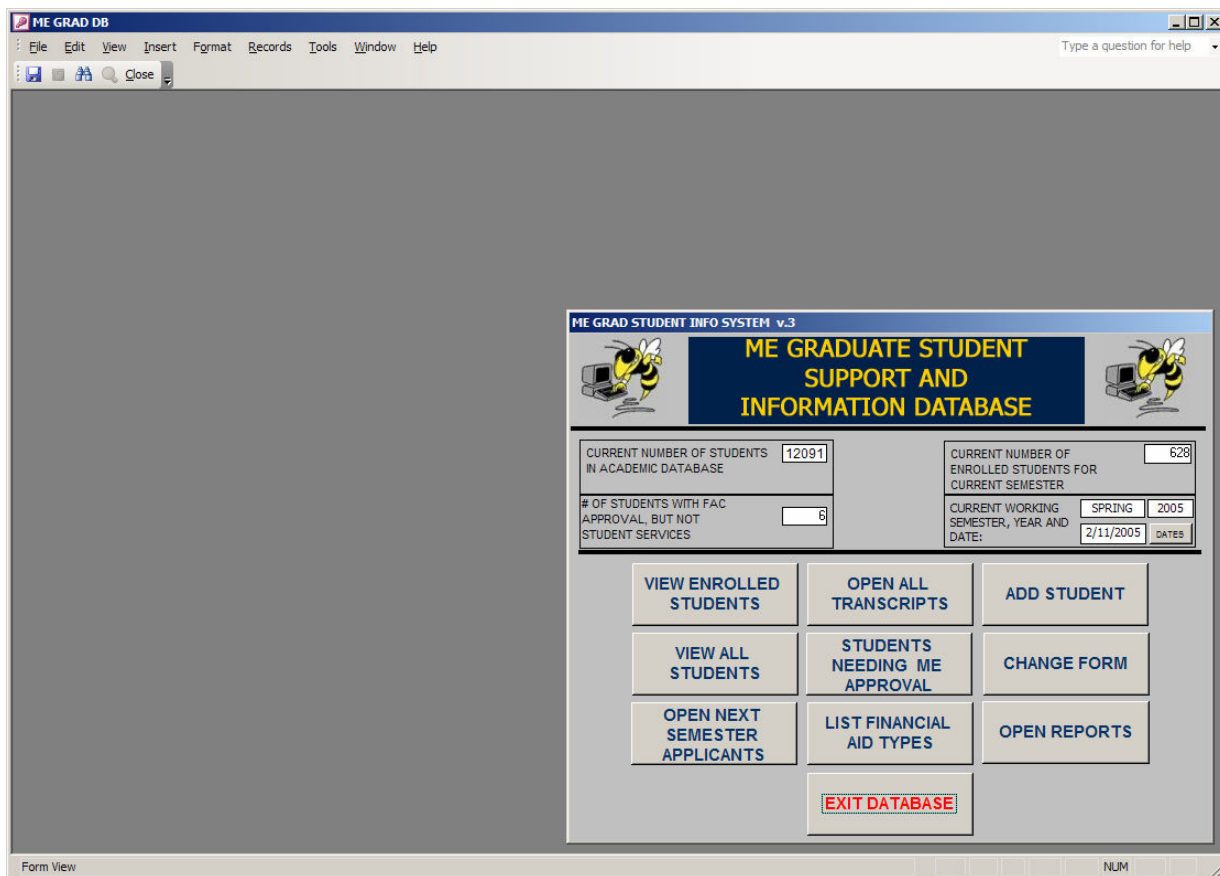 ME GRAD DB
File Edit View Insert Format Records Tools Window Help
Type a question for help
Close
ME GRAD STUDENT INFO SYSTEM v.3
ME GRADUATE STUDENT
SUPPORT AND
INFORMATION DATABASE
CURRENT NUMBER OF STUDENTS
IN ACADEMIC DATABASE
12091
CURRENT NUMBER OF
ENROLLED STUDENTS FOR
CURRENT SEMESTER
628
# OF STUDENTS WITH FAC
APPROVAL, BUT NOT
STUDENT SERVICES
6
CURRENT WORKING
SEMESTER, YEAR AND
DATE:
SPRING 2005
2/11/2005 DATES
VIEW ENROLLED
STUDENTS
OPEN ALL
TRANSCRIPTS
ADD STUDENT
VIEW ALL
STUDENTS
STUDENTS
NEEDING ME
APPROVAL
CHANGE FORM
OPEN NEXT
SEMESTER
APPLICANTS
LIST FINANCIAL
AID TYPES
OPEN REPORTS
EXIT DATABASE
Form View
NUM